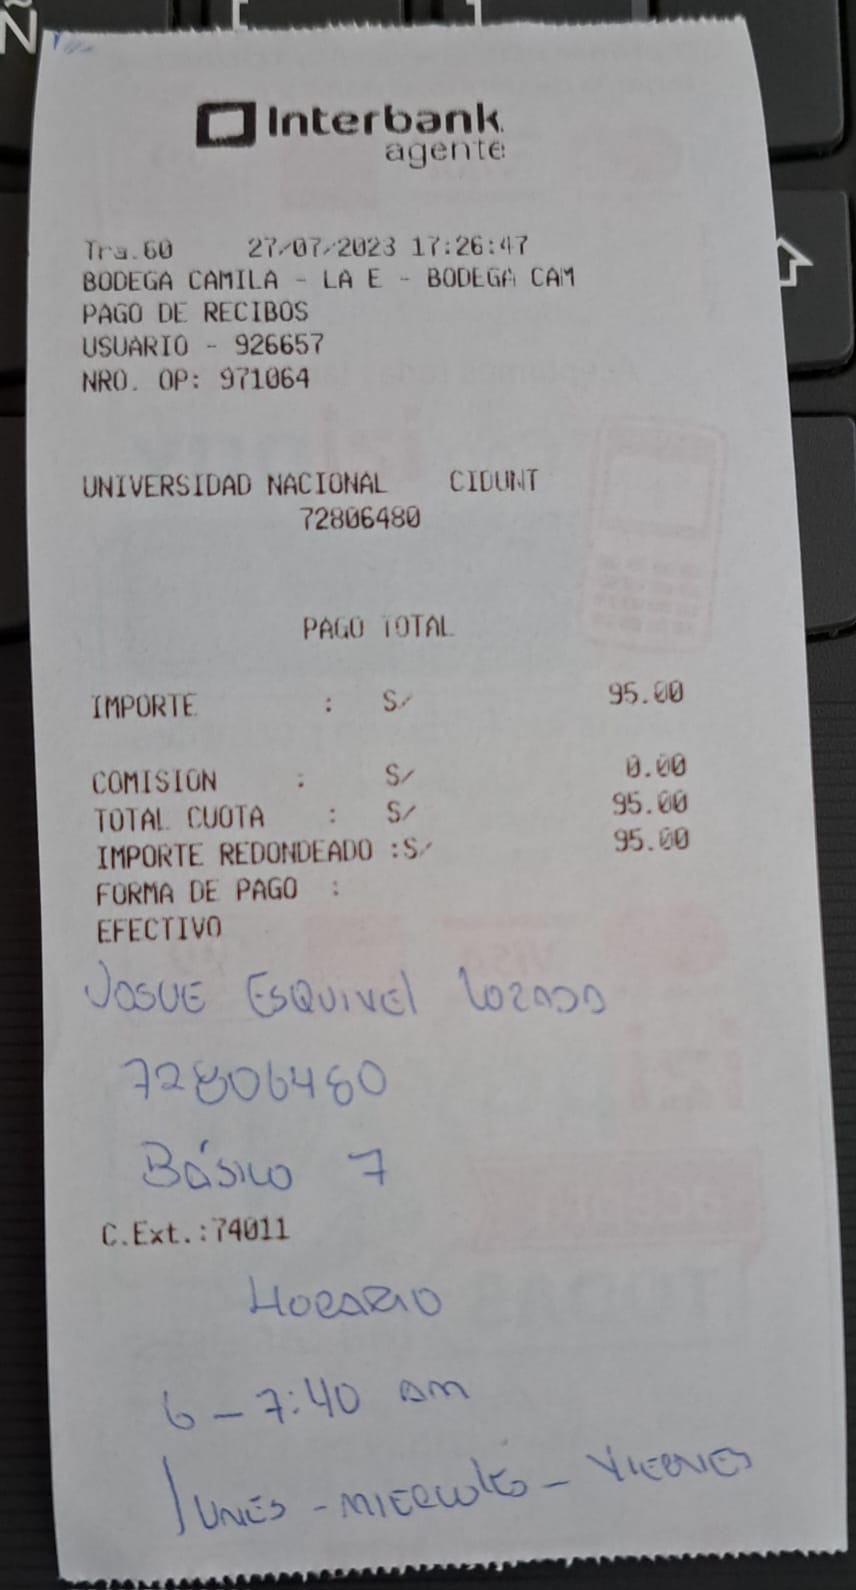 Ñ
Interbank
agente
Tra.60 27/07/2023 17:26:47
BODEGA CAMILA - LA E - BODEGA CAM
PAGO DE RECIBOS
USUARIO - 926657
NRO. OP: 971064
UNIVERSIDAD NACIONAL CIDUNT
72806480
PAGO TOTAL
IMPORTE : S/ 95.00
COMISION : S/ 0.00
TOTAL CUOTA : S/ 95.00
IMPORTE REDONDEADO :S/ 95.00
FORMA DE PAGO :
EFECTIVO
JOSUE ESQUIVEl LOZADA
72806480
BÁSICO 7
C.Ext.:74011
HORARIO
6 - 7:40 am
lUNES - MIERCOLES - VIERNES